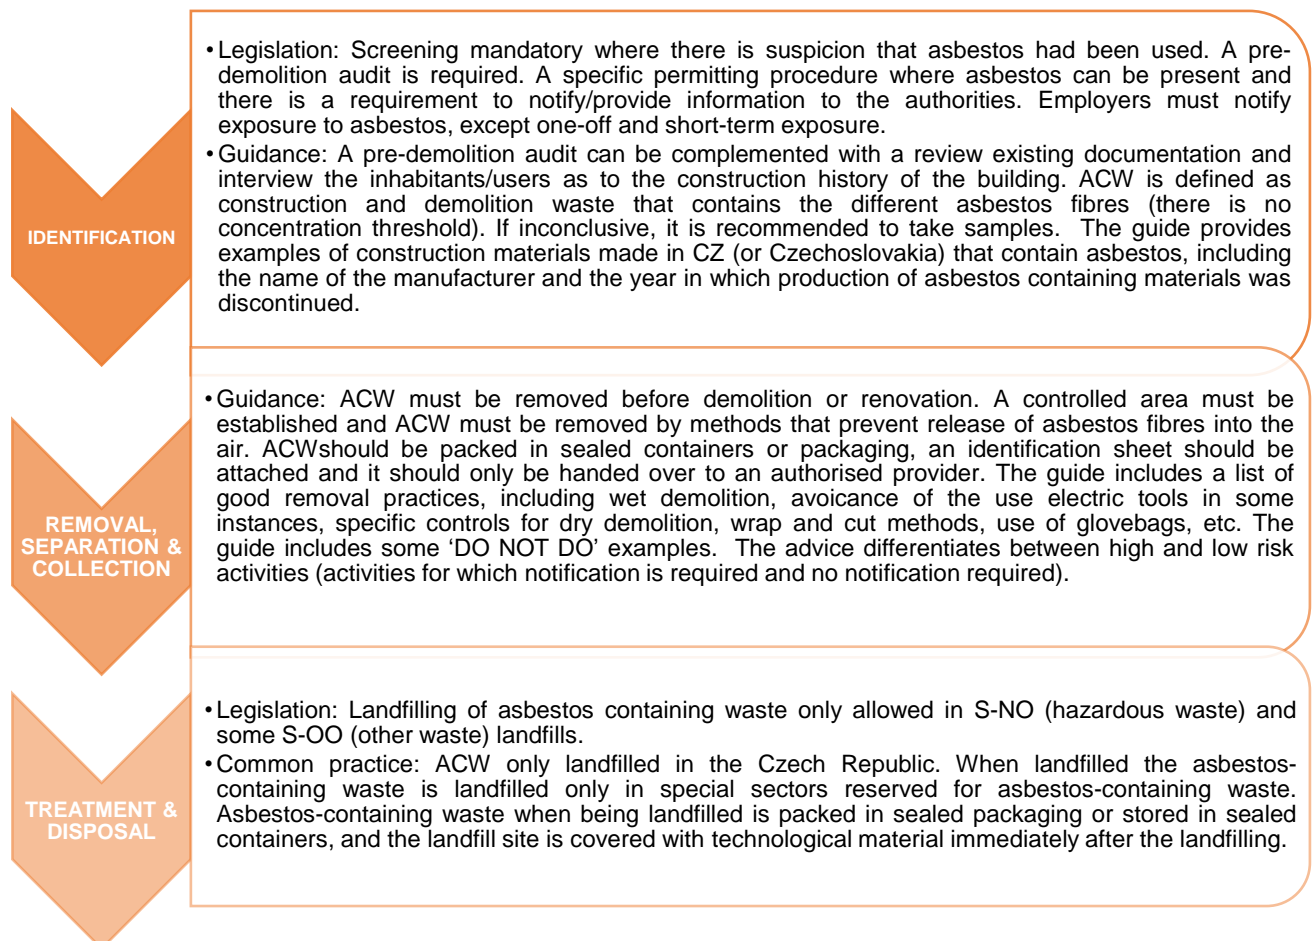 • Legislation: Screening mandatory where there is suspicion that asbestos had been used. A pre-
demolition audit is required. A specific permitting procedure where asbestos can be present and
there is a requirement to notify/provide information to the authorities. Employers must notify
exposure to asbestos, except one-off and short-term exposure.
• Guidance: A pre-demolition audit can be complemented with a review existing documentation and
interview the inhabitants/users as to the construction history of the building. ACW is defined as
construction and demolition waste that contains the different asbestos fibres (there is no
concentration threshold). If inconclusive, it is recommended to take samples. The guide provides
examples of construction materials made in CZ (or Czechoslovakia) that contain asbestos, including
the name of the manufacturer and the year in which production of asbestos containing materials was
discontinued.
IDENTIFICATION
• Guidance: ACW must be removed before demolition or renovation. A controlled area must be
established and ACW must be removed by methods that prevent release of asbestos fibres into the
air. ACWshould be packed in sealed containers or packaging, an identification sheet should be
attached and it should only be handed over to an authorised provider. The guide includes a list of
good removal practices, including wet demolition, avoicance of the use electric tools in some
instances, specific controls for dry demolition, wrap and cut methods, use of glovebags, etc. The
guide includes some ‘DO NOT DO’ examples. The advice differentiates between high and low risk
activities (activities for which notification is required and no notification required).
REMOVAL,
SEPARATION &
COLLECTION
• Legislation: Landfilling of asbestos containing waste only allowed in S-NO (hazardous waste) and
some S-OO (other waste) landfills.
• Common practice: ACW only landfilled in the Czech Republic. When landfilled the asbestos-
containing waste is landfilled only in special sectors reserved for asbestos-containing waste.
Asbestos-containing waste when being landfilled is packed in sealed packaging or stored in sealed
containers, and the landfill site is covered with technological material immediately after the landfilling.
TREATMENT &
DISPOSAL